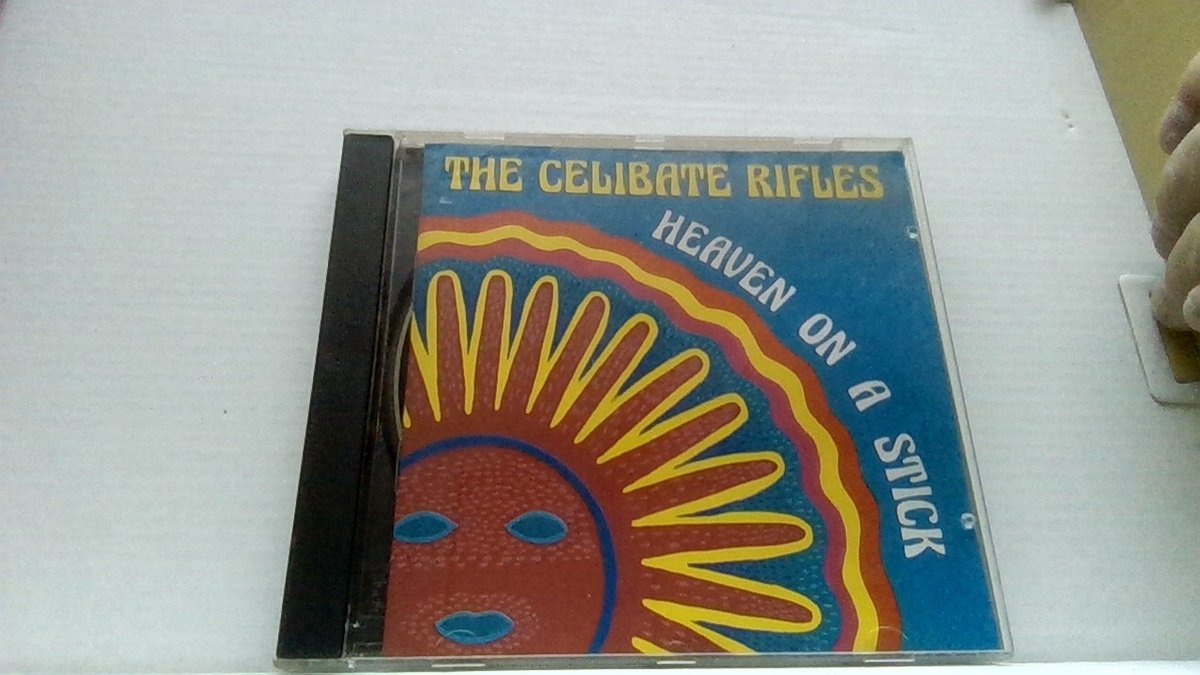 THE CELIBATE RIFLES
HEAVEN ON A STICK